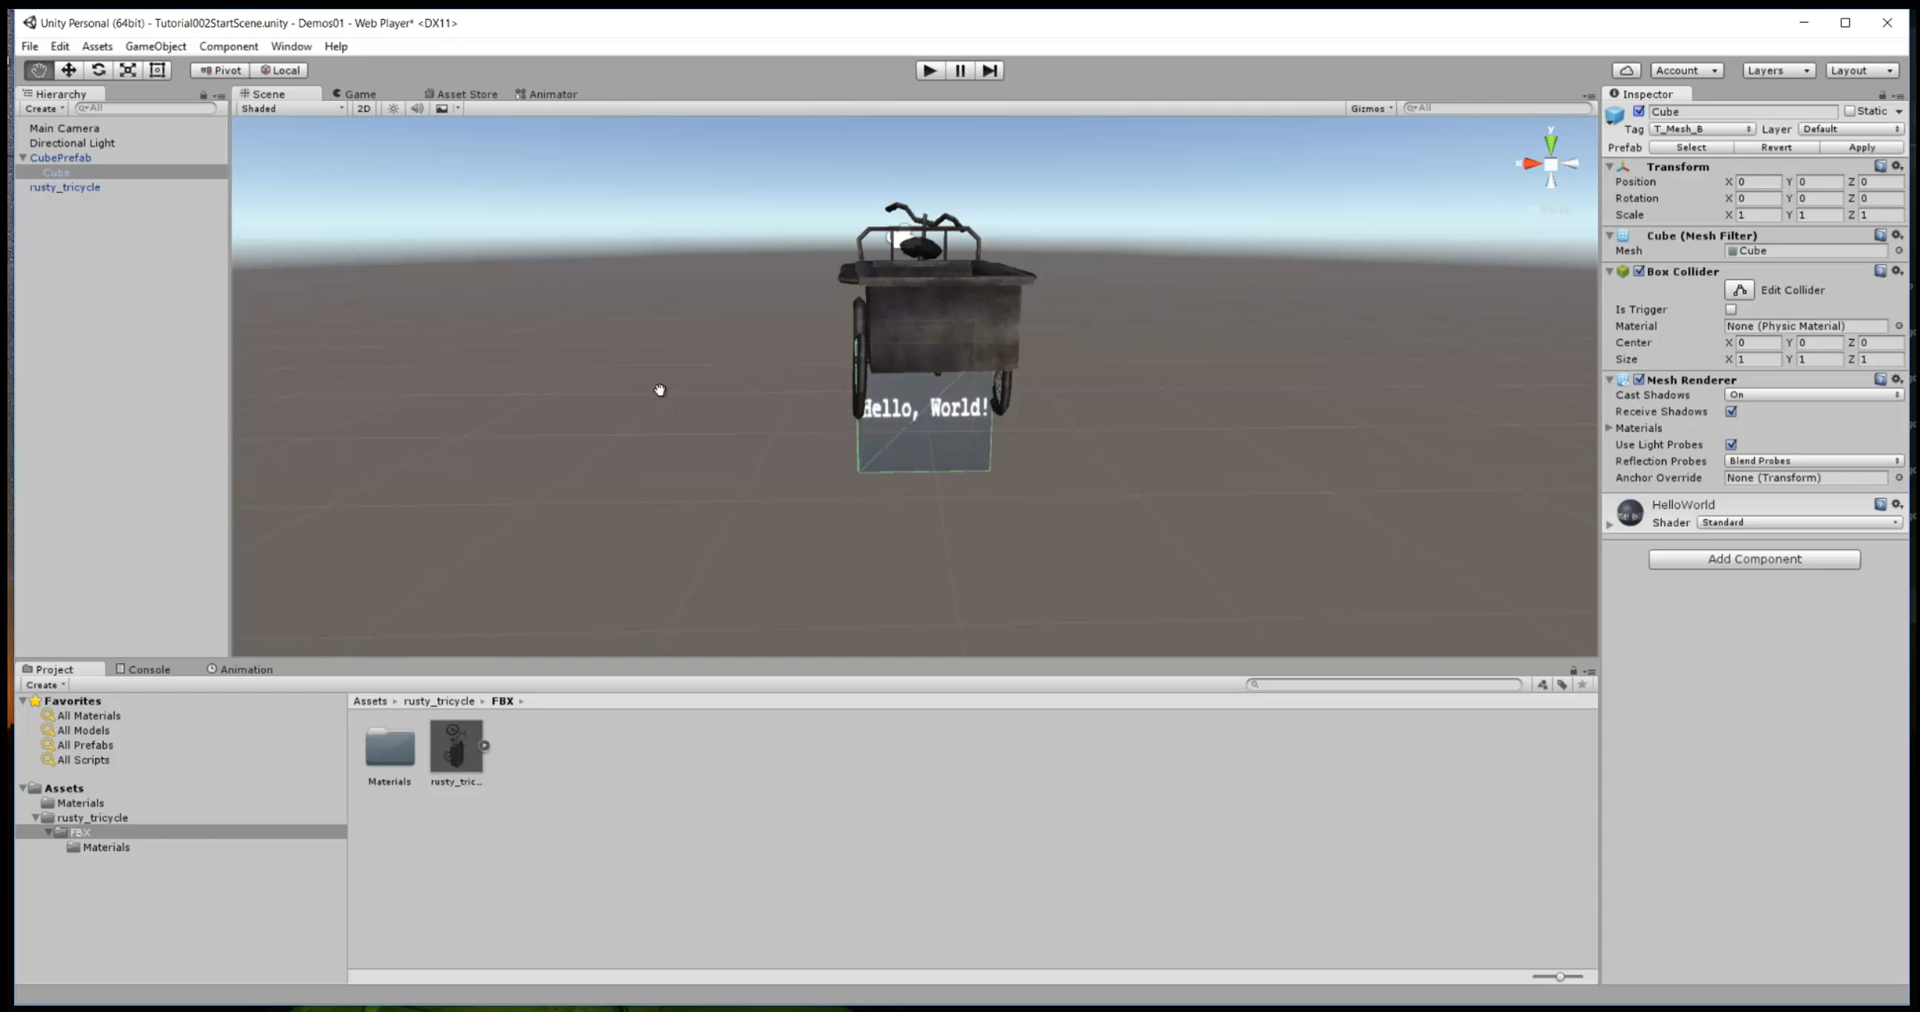 Unity Personal (64bit) - Tutorial002StartScene.unity - Demos01 - Web Player* <DX11>
File Edit Assets GameObject Component Window Help
Pivot Local
Account Layers Layout
Hierarchy
Create All
Main Camera
Directional Light
CubePrefab
Cube
rusty_tricycle
Scene Game Asset Store Animator
Shaded 2D Gizmos All
y
Hello, World!
Inspector
Cube Static
Tag T_Mesh_B Layer Default
Prefab Select Revert Apply
Transform
Position X 0 Y 0 Z 0
Rotation X 0 Y 0 Z 0
Scale X 1 Y 1 Z 1
Cube (Mesh Filter)
Mesh Cube
Box Collider
Edit Collider
Is Trigger
Material None (Physic Material)
Center X 0 Y 0 Z 0
Size X 1 Y 1 Z 1
Mesh Renderer
Cast Shadows On
Receive Shadows
Materials
Use Light Probes
Reflection Probes Blend Probes
Anchor Override None (Transform)
HelloWorld
Shader Standard
Add Component
Project Console Animation
Create
Favorites
All Materials
All Models
All Prefabs
All Scripts
Assets
Materials
rusty_tricycle
FBX
Materials
Assets rusty_tricycle FBX
Materials rusty_tric...